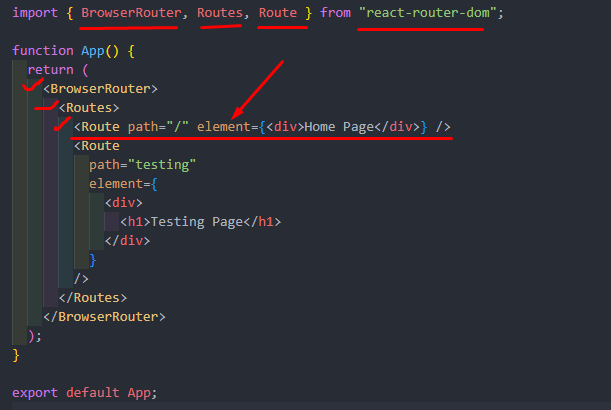 import { BrowserRouter, Routes, Route } from "react-router-dom";
function App() {
return (
<BrowserRouter>
<Routes>
<Route path="/" element={<div>Home Page</div>} />
<Route
path="testing"
element={
<div>
<h1>Testing Page</h1>
</div>
}
/>
</Routes>
</BrowserRouter>
);
}
export default App;